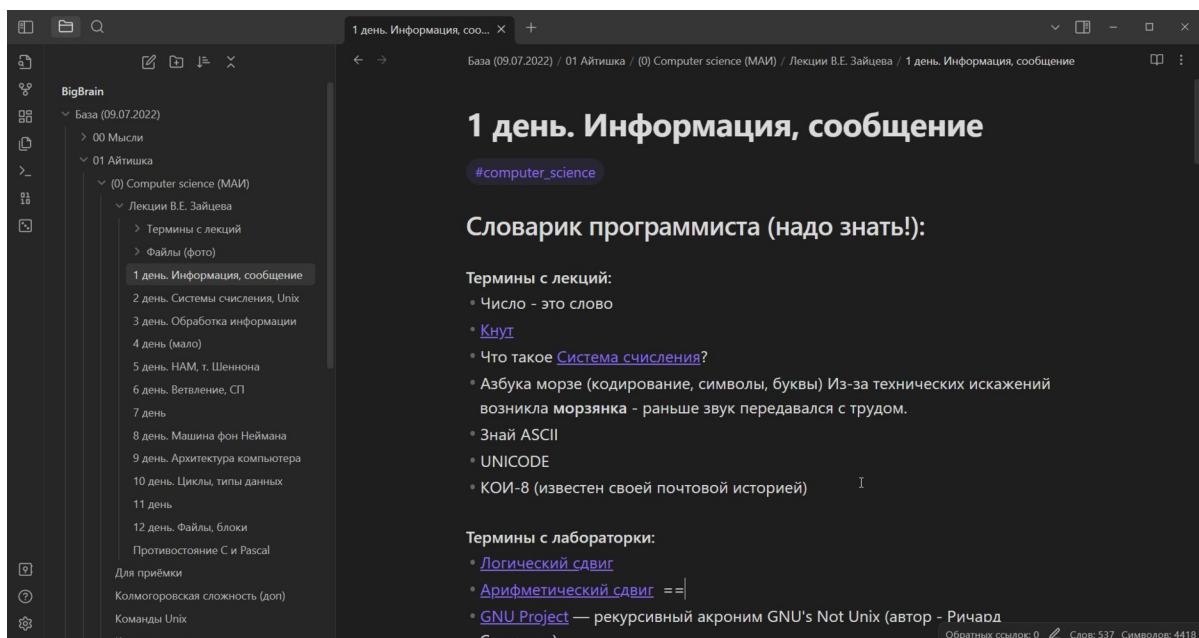 1 день. Информация, соо...
База (09.07.2022) / 01 Айтишка / (0) Computer science (МАИ) / Лекции В.Е. Зайцева / 1 день. Информация, сообщение
BigBrain
База (09.07.2022)
00 Мысли
01 Айтишка
(0) Computer science (МАИ)
Лекции В.Е. Зайцева
Термины с лекций
Файлы (фото)
1 день. Информация, сообщение
2 день. Системы счисления, Unix
3 день. Обработка информации
4 день (мало)
5 день. НАМ, т. Шеннона
6 день. Ветвление, СП
7 день
8 день. Машина фон Неймана
9 день. Архитектура компьютера
10 день. Циклы, типы данных
11 день
12 день. Файлы, блоки
Противостояние C и Pascal
Для приёмки
Колмогоровская сложность (доп)
Команды Unix
1 день. Информация, сообщение
#computer_science
Словарик программиста (надо знать!):
Термины с лекций:
Число - это слово
Кнут
Что такое Система счисления?
Азбука морзе (кодирование, символы, буквы) Из-за технических искажений
возникла морзянка - раньше звук передавался с трудом.
Знай ASCII
UNICODE
КОИ-8 (известен своей почтовой историей)
Термины с лабораторки:
Логический сдвиг
Арифметический сдвиг ==
GNU Project — рекурсивный акроним GNU's Not Unix (автор - Ричард
Обратных ссылок: 0 Слов: 537 Символов: 4418